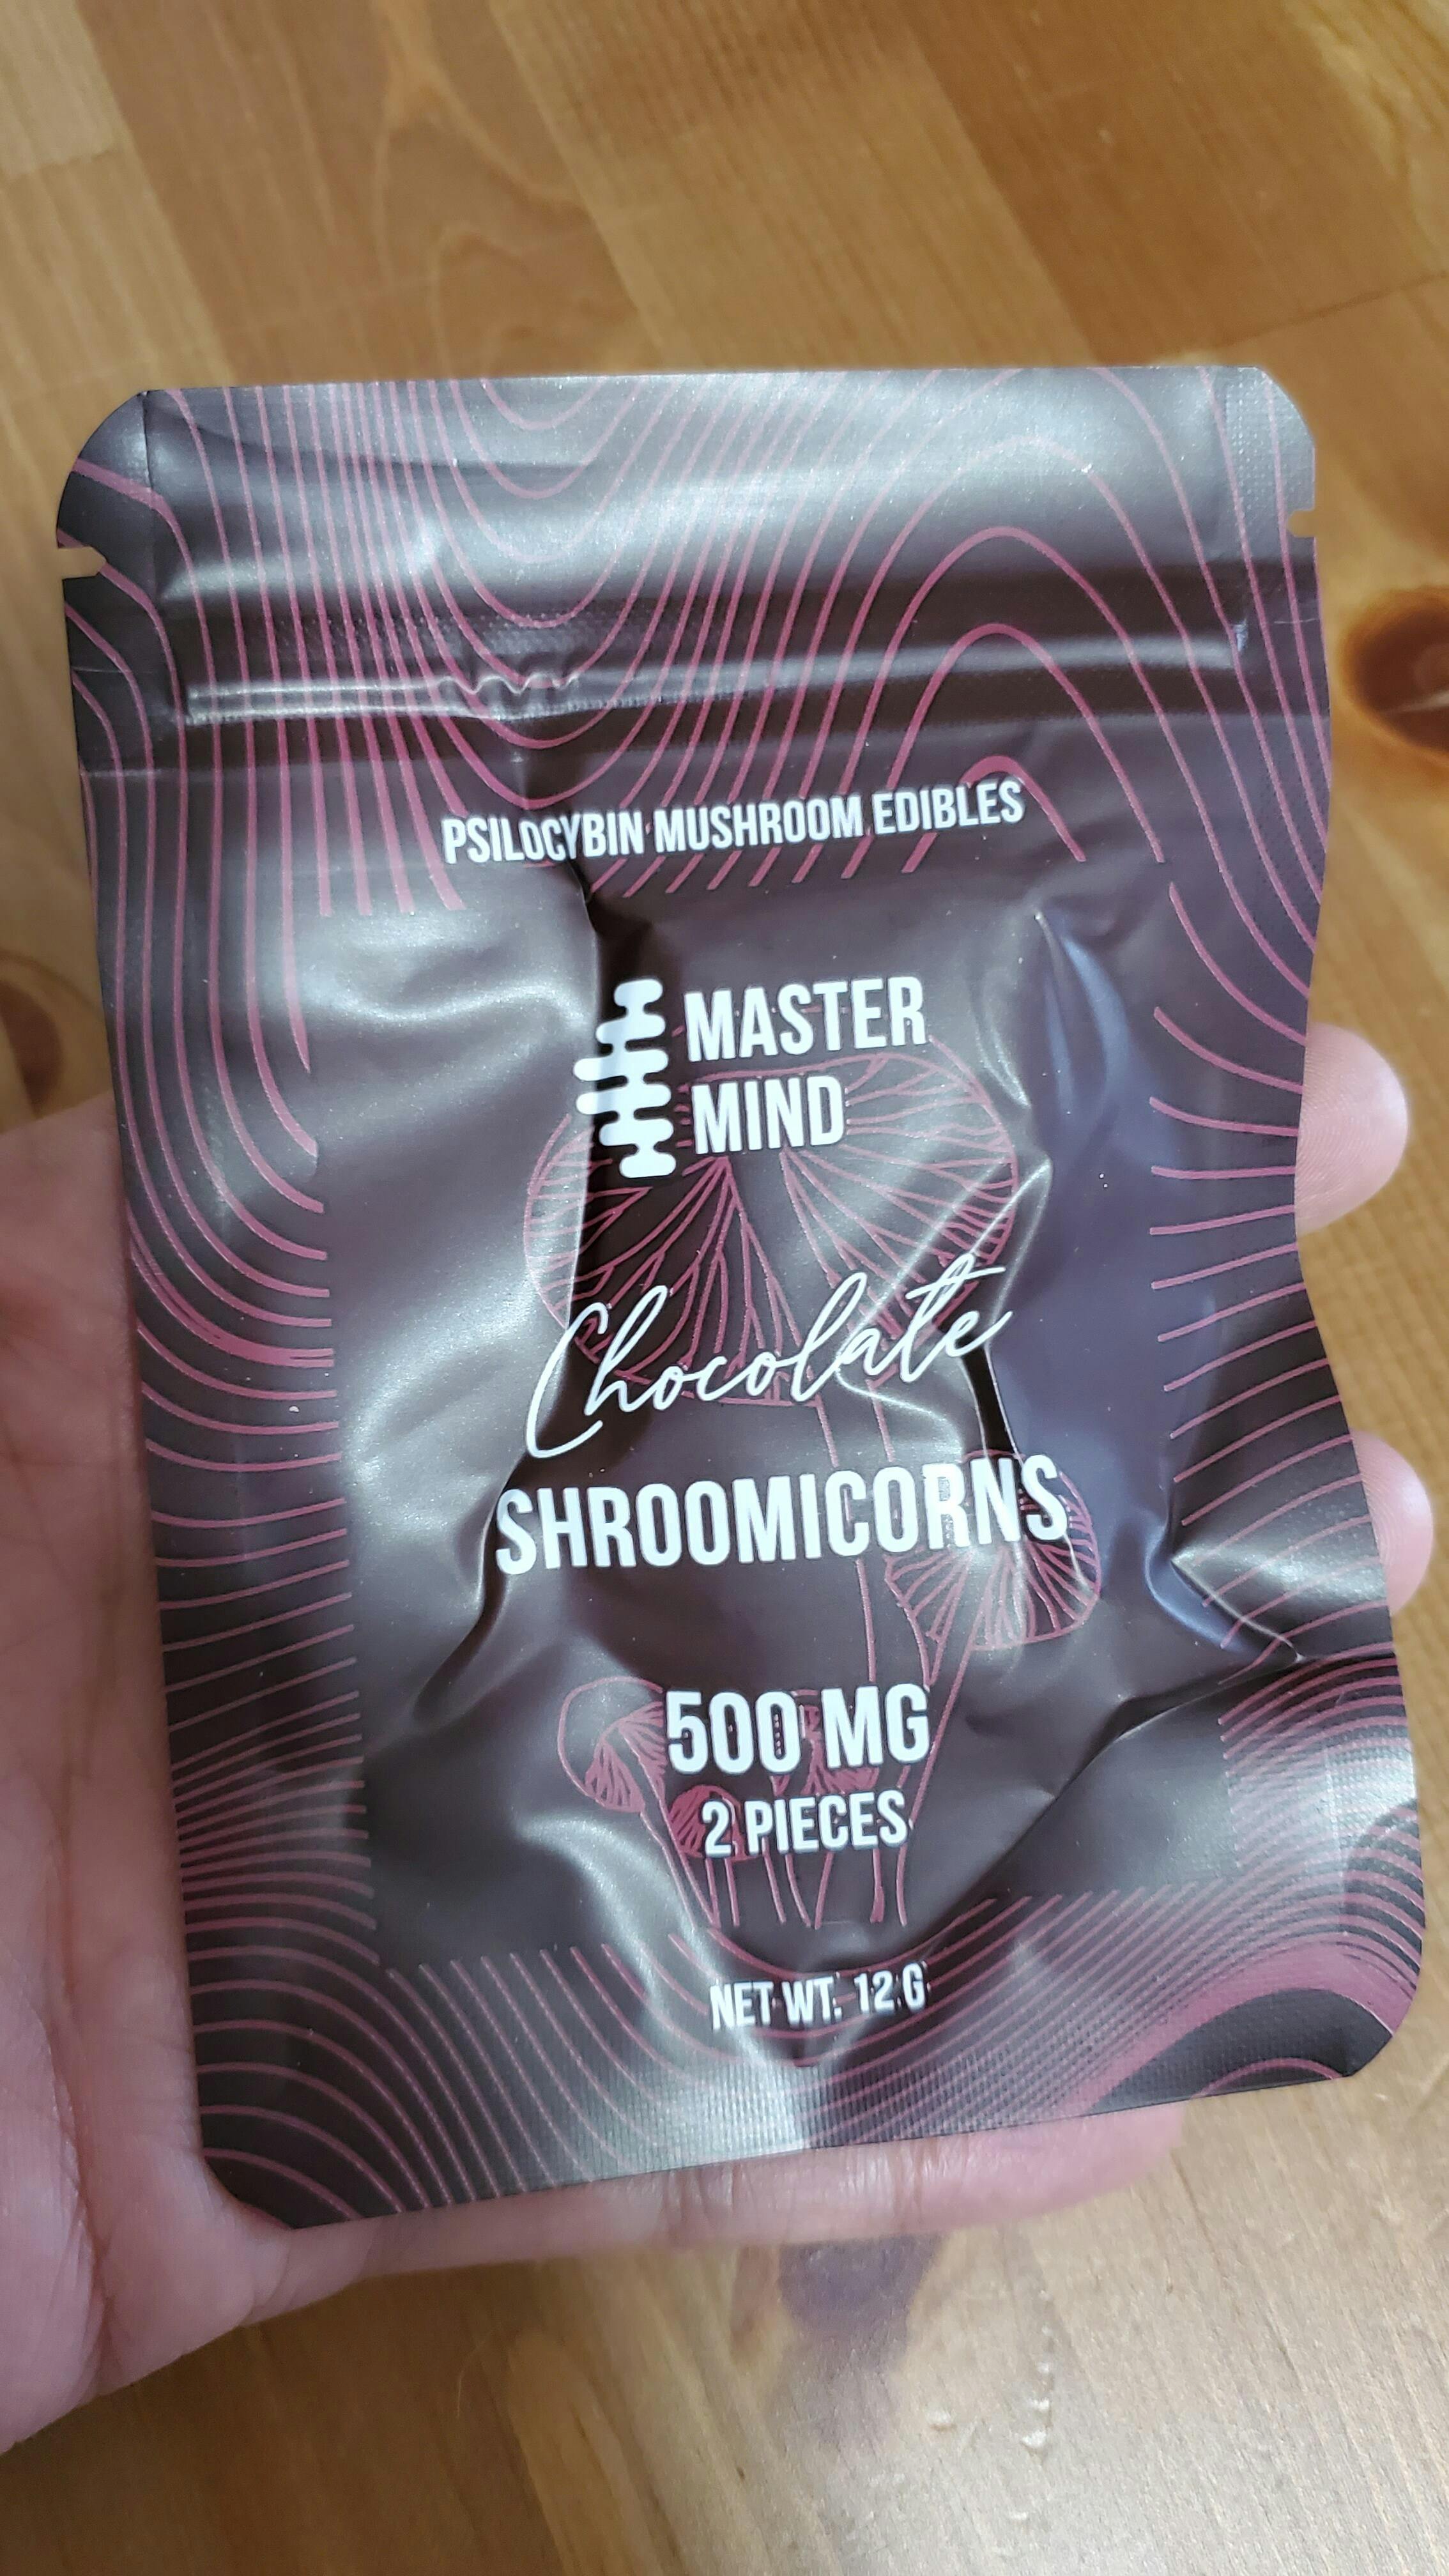 PSILOCYBIN MUSHROOM EDIBLES
MASTER
MIND
Chocolate
SHROOMICORNS
500 MG
2 PIECES
NET WT. 12 G